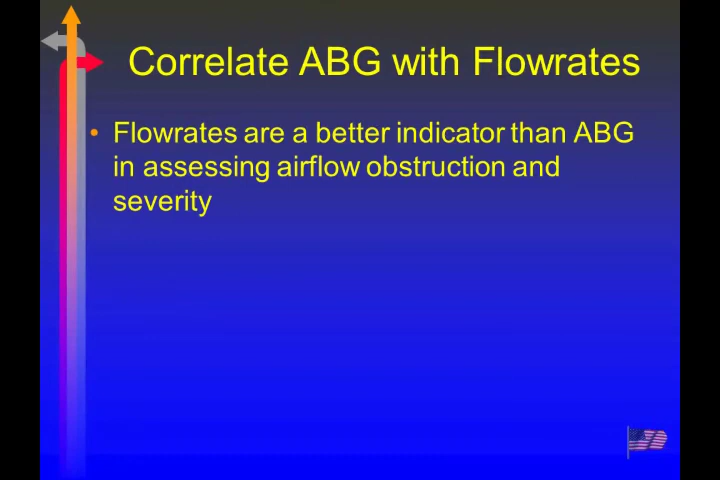 Correlate ABG with Flowrates
• Flowrates are a better indicator than ABG
in assessing airflow obstruction and
severity